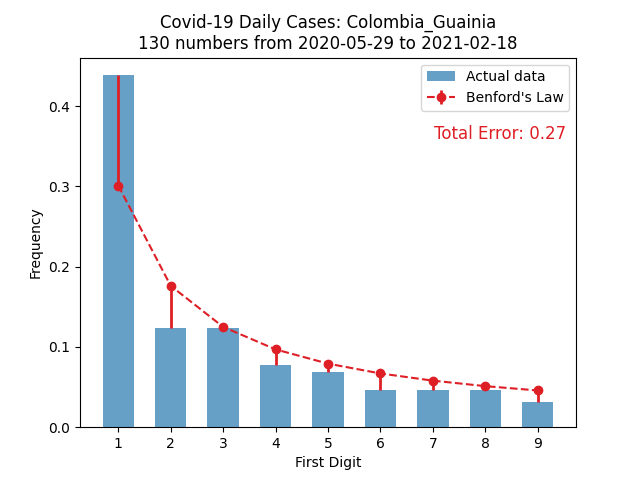 Covid-19 Daily Cases: Colombia_Guainia
130 numbers from 2020-05-29 to 2021-02-18
Actual data
Benford's Law
Total Error: 0.27
Frequency
0.4
0.3
0.2
0.1
0.0
1 2 3 4 5 6 7 8 9
First Digit